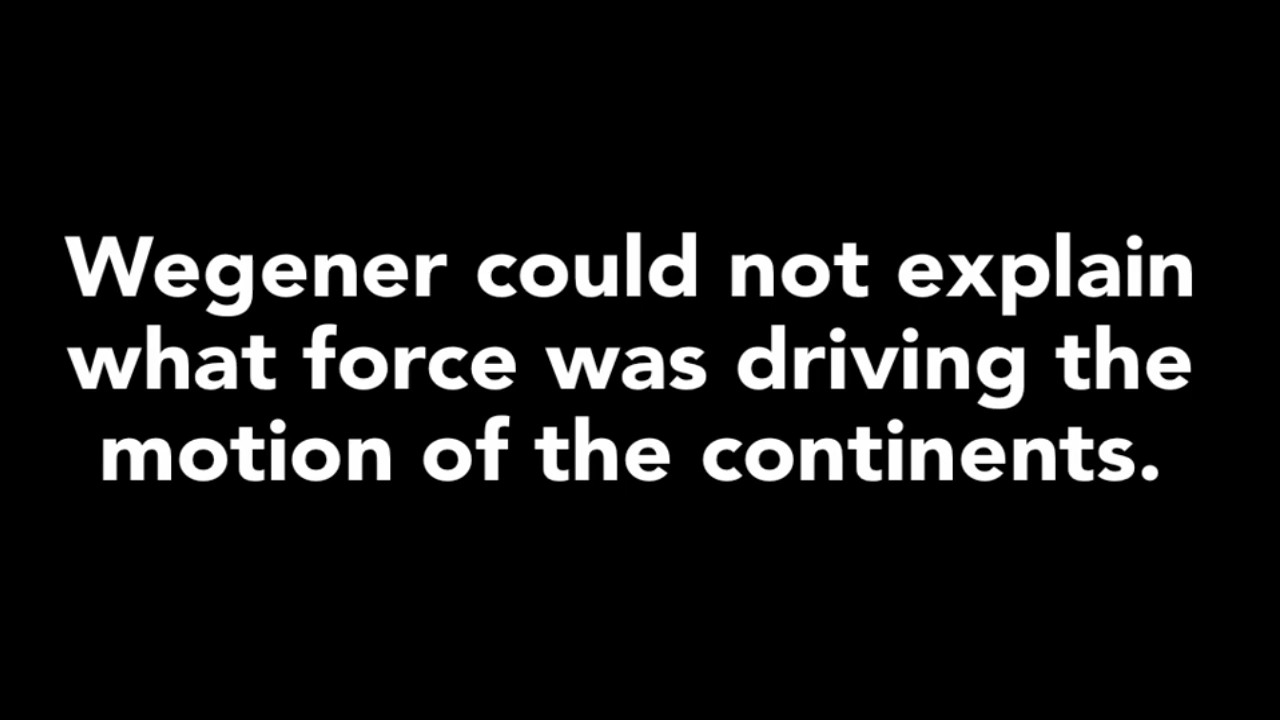 Wegener could not explain
what force was driving the
motion of the continents.